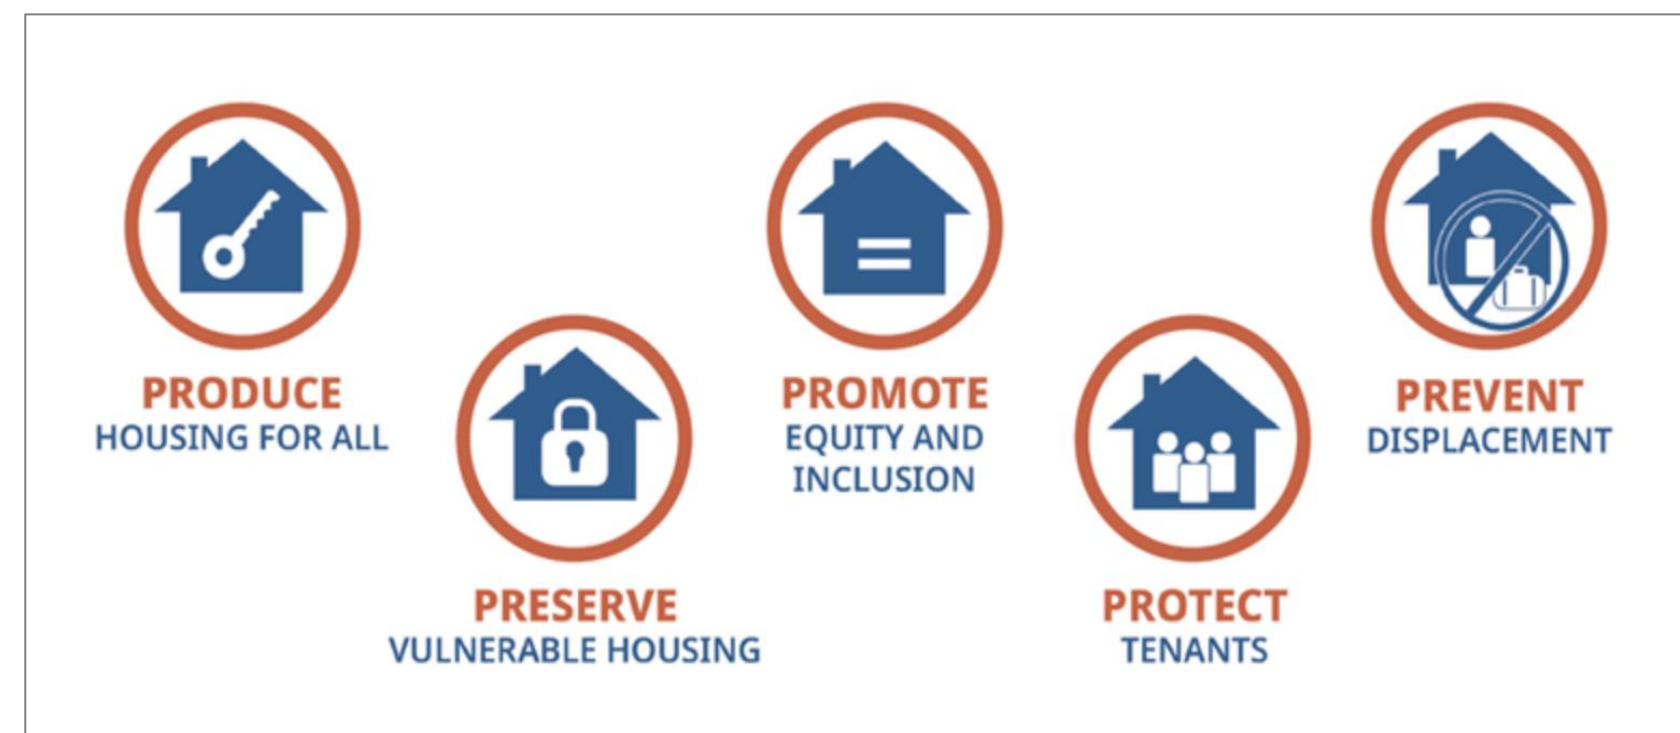 PRODUCE
HOUSING FOR ALL
PRESERVE
VULNERABLE HOUSING
PROMOTE
EQUITY AND
INCLUSION
PROTECT
TENANTS
PREVENT
DISPLACEMENT